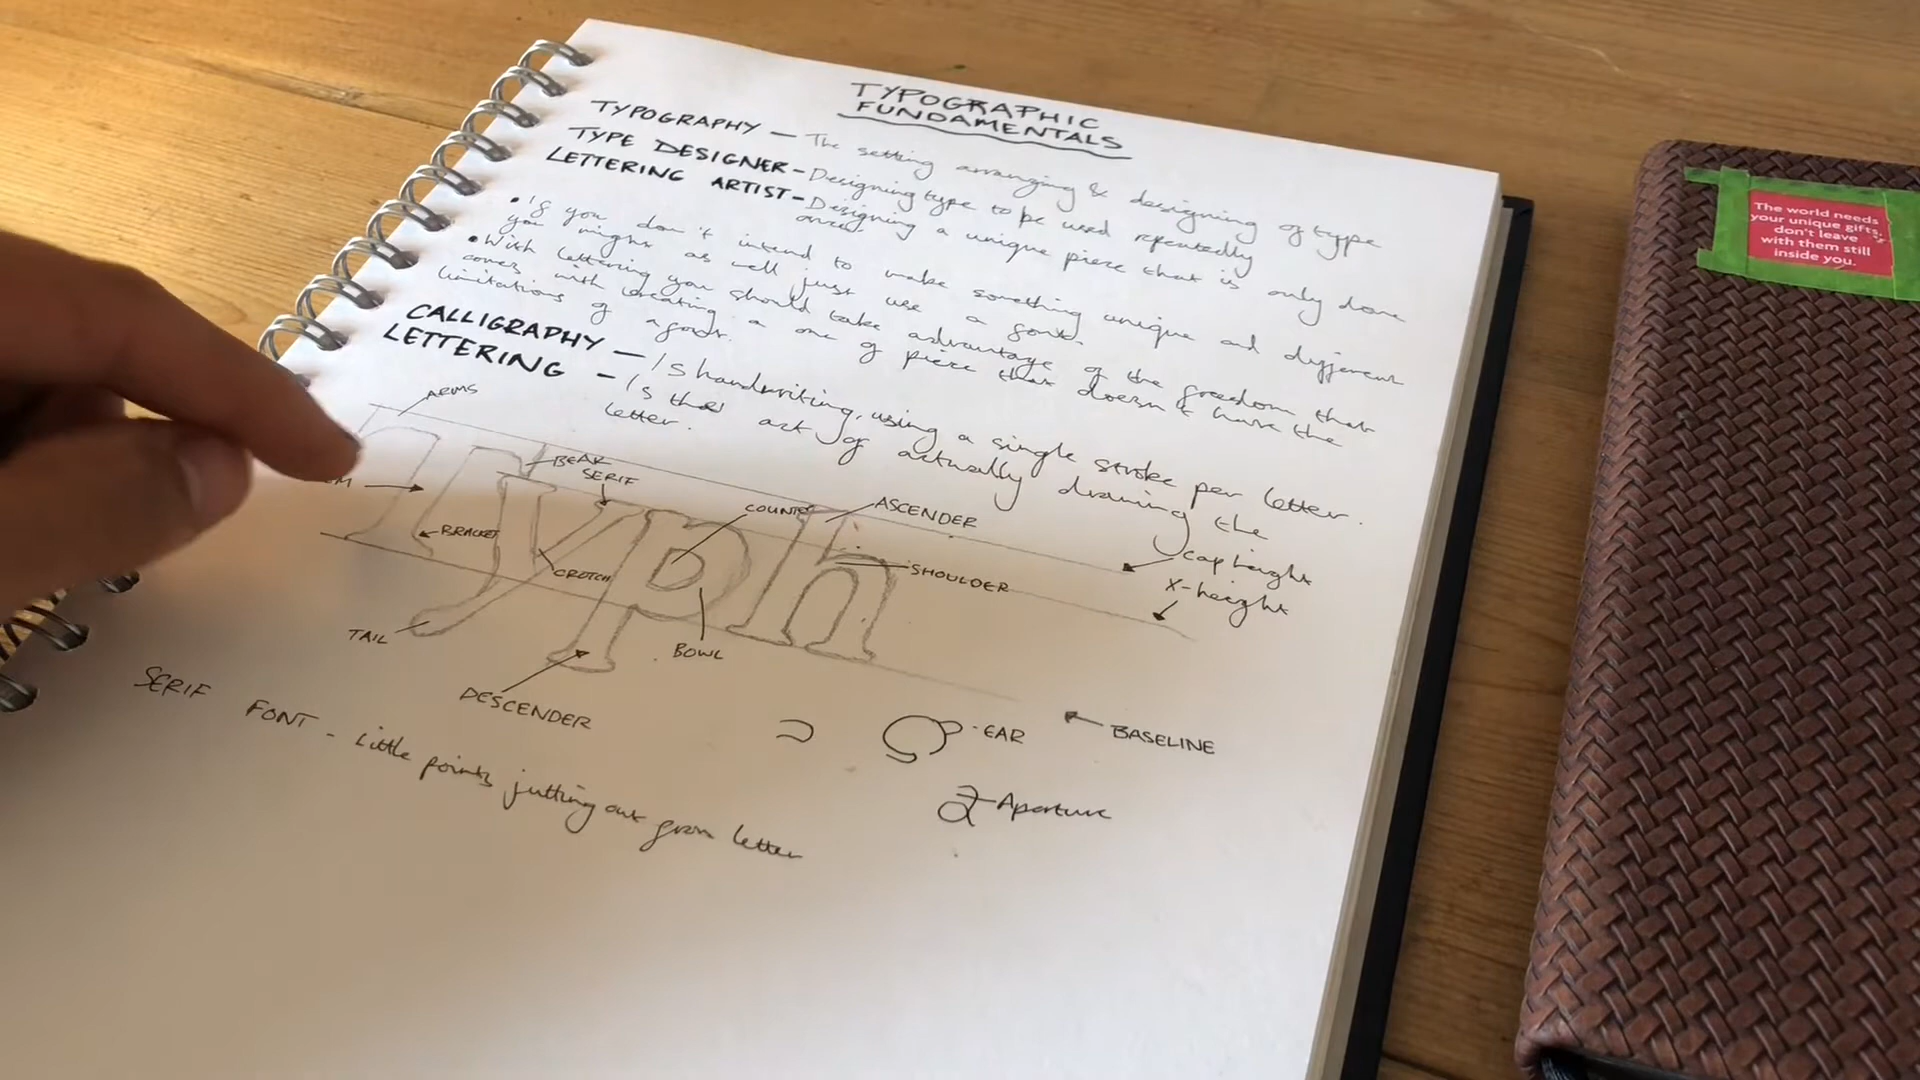 TYPOGRAPHIC
FUNDAMENTALS
TYPOGRAPHY - The setting arranging & designing of type
TYPE DESIGNER - Designing type to be used repeatedly
LETTERING ARTIST - Designing a unique piece that is only done
once
• If you don't intend to make something unique and different
you might as well just use a font.
• With lettering you should take advantage of the freedom that
comes with creating a one of piece that doesn't have the
limitations of a font.
CALLIGRAPHY - Is handwriting, using a single stroke per letter.
LETTERING - Is the act of actually drawing the
letter.
ARMS
BEAK
SERIF
COUNTER
ASCENDER
cap height
x-height
BRACKET
CROTCH
SHOULDER
Typh
TAIL
BOWL
DESCENDER
EAR
BASELINE
Aperture
SERIF FONT - Little points jutting out from letter
The world needs
your unique gifts,
don't leave
with them still
inside you.